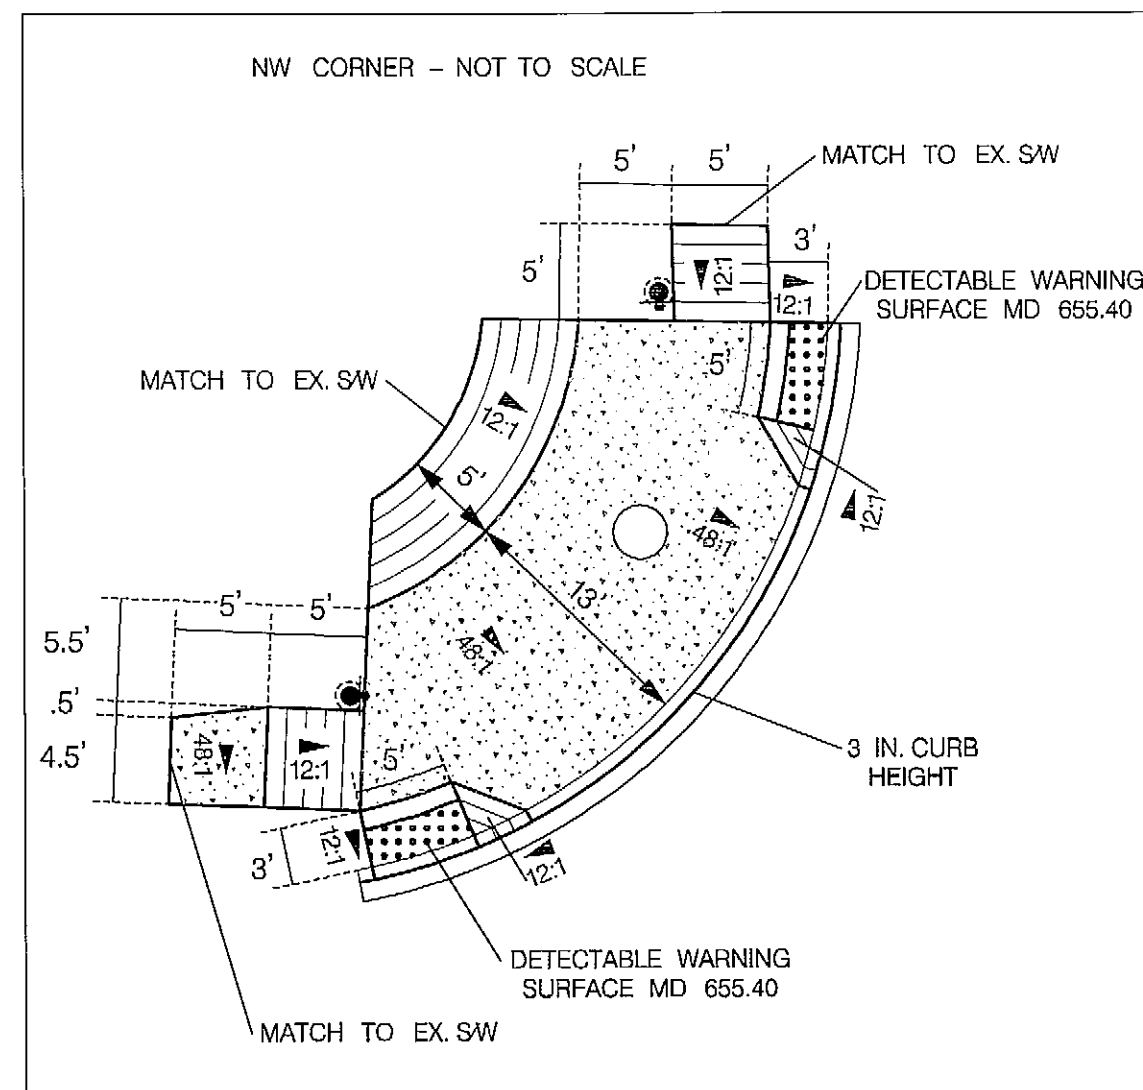 NW CORNER – NOT TO SCALE
5'
5'
MATCH TO EX. S/W
3'
5'
12:1
12:1
DETECTABLE WARNING
SURFACE MD 655.40
MATCH TO EX. S/W
12:1
5'
5'
12:1
48:1
13'
48:1
5'
5'
5.5'
.5'
4.5'
48:1
12:1
5'
3 IN. CURB
HEIGHT
12:1
3'
12:1
DETECTABLE WARNING
SURFACE MD 655.40
MATCH TO EX. S/W